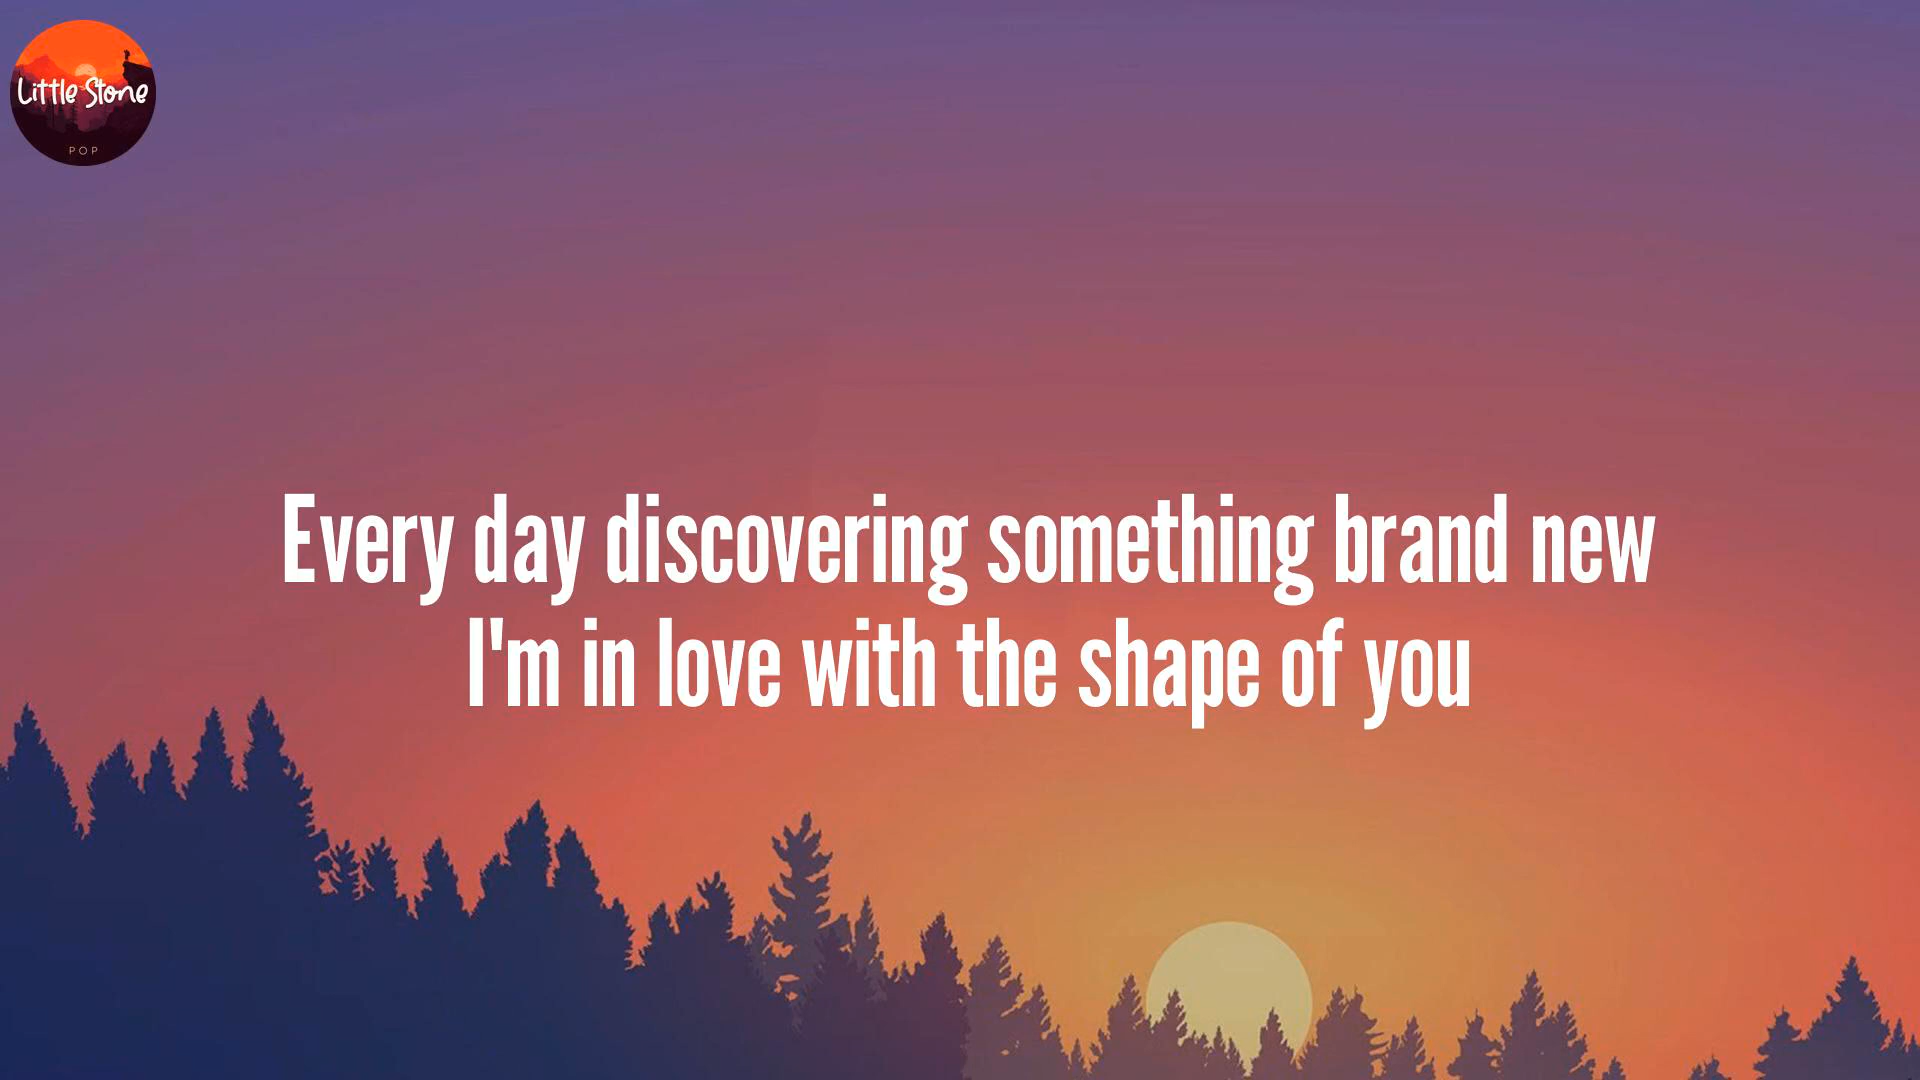 Little Stone
POP
Every day discovering something brand new
I'm in love with the shape of you